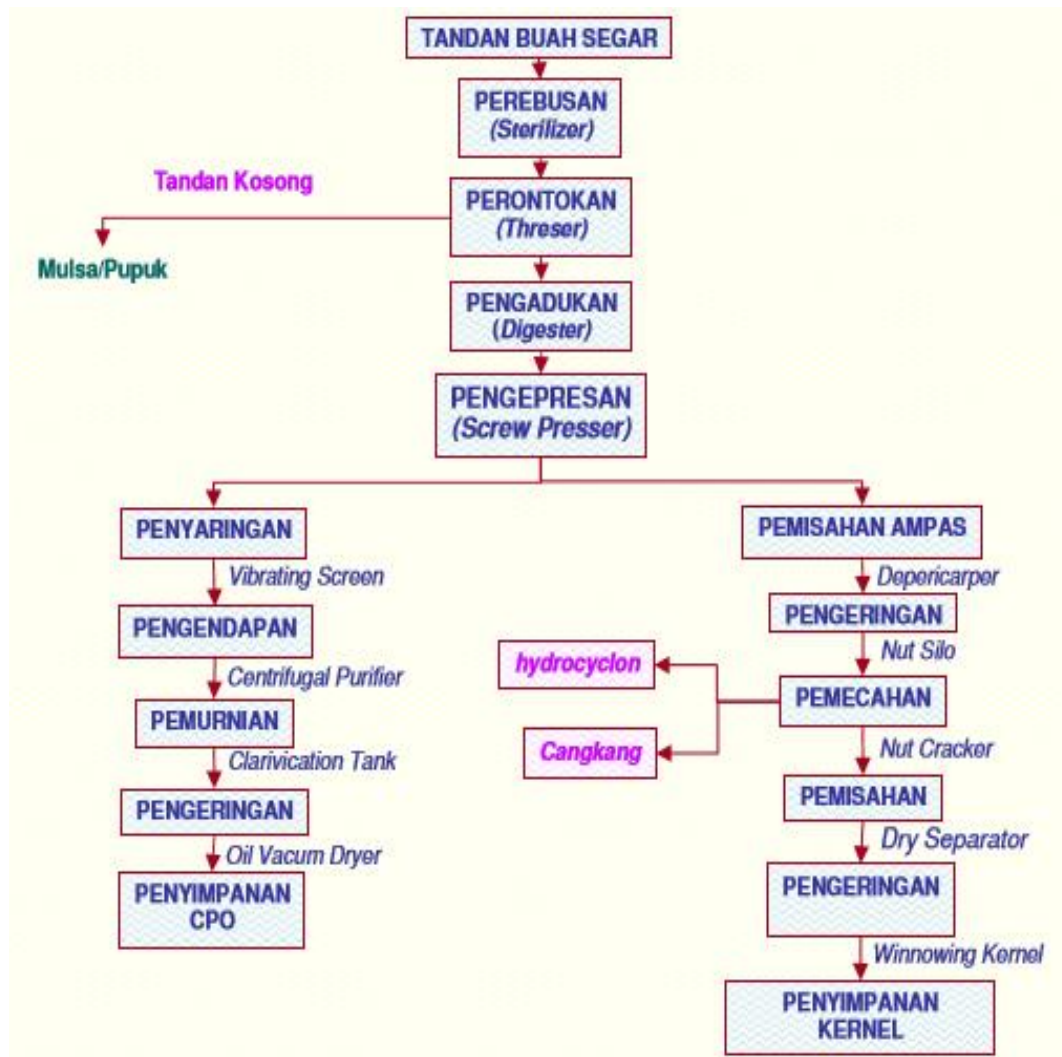 TANDAN BUAH SEGAR
PEREBUSAN
(Sterilizer)
Tandan Kosong
PERONTOKAN
(Threser)
Mulsa/Pupuk
PENGADUKAN
(Digester)
PENGEPRESAN
(Screw Presser)
PENYARINGAN
Vibrating Screen
PENGENDAPAN
Centrifugal Purifier
PEMURNIAN
Clarivication Tank
PENGERINGAN
Oil Vacum Dryer
PENYIMPANAN
CPO
PEMISAHAN AMPAS
Depericarper
PENGERINGAN
Nut Silo
hydrocyclon
PEMECAHAN
Cangkang
Nut Cracker
PEMISAHAN
Dry Separator
PENGERINGAN
Winnowing Kernel
PENYIMPANAN
KERNEL